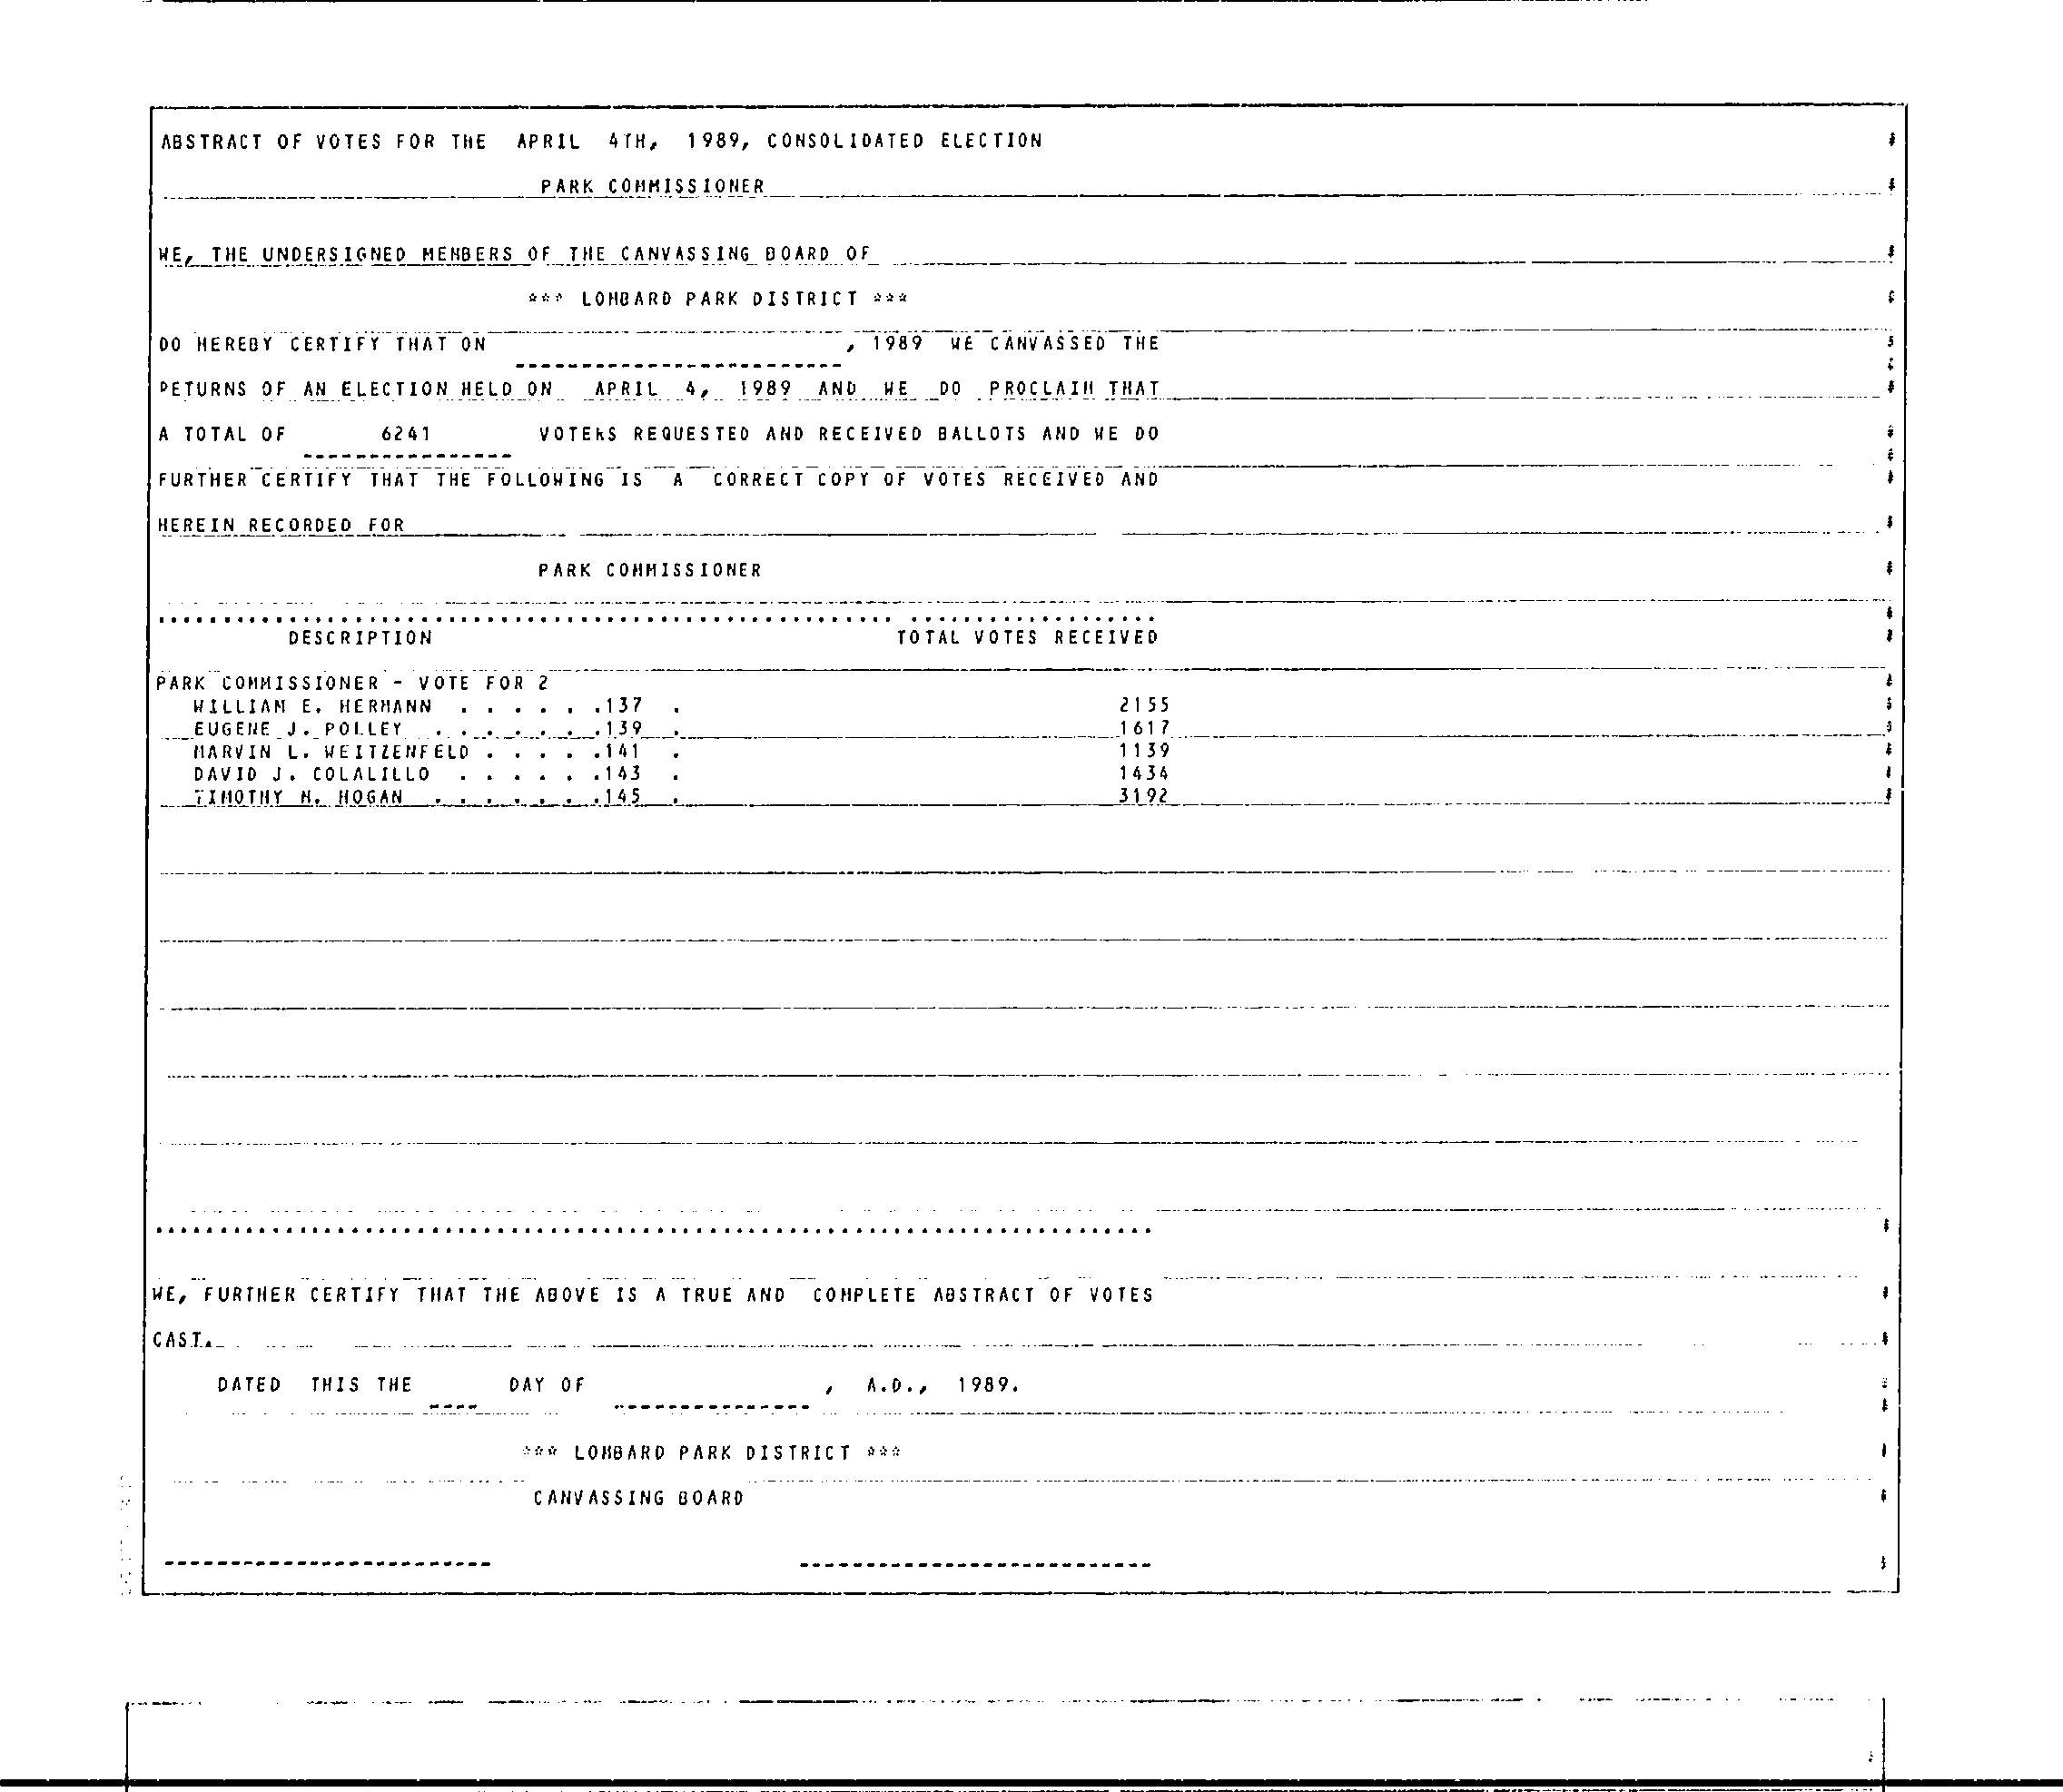 ABSTRACT OF VOTES FOR THE APRIL 4TH, 1989, CONSOLIDATED ELECTION
PARK COMMISSIONER
WE, THE UNDERSIGNED MEMBERS OF THE CANVASSING BOARD OF
*** LOMBARD PARK DISTRICT ***
DO HEREBY CERTIFY THAT ON , 1989 WE CANVASSED THE
RETURNS OF AN ELECTION HELD ON APRIL 4, 1989 AND WE DO PROCLAIM THAT
A TOTAL OF 6241 VOTERS REQUESTED AND RECEIVED BALLOTS AND WE DO
FURTHER CERTIFY THAT THE FOLLOWING IS A CORRECT COPY OF VOTES RECEIVED AND
HEREIN RECORDED FOR
PARK COMMISSIONER
DESCRIPTION TOTAL VOTES RECEIVED
PARK COMMISSIONER - VOTE FOR 2
WILLIAM E. HERMANN . . . . . .137 . 2155
EUGENE J. POLLEY . . . . . . .139 . 1617
MARVIN L. WEITZENFELD . . . . .141 . 1139
DAVID J. COLALILLO . . . . . .143 . 1434
TIMOTHY M. HOGAN . . . . . . .145 . 3192
WE, FURTHER CERTIFY THAT THE ABOVE IS A TRUE AND COMPLETE ABSTRACT OF VOTES
CAST.
DATED THIS THE DAY OF , A.D., 1989.
*** LOMBARD PARK DISTRICT ***
CANVASSING BOARD